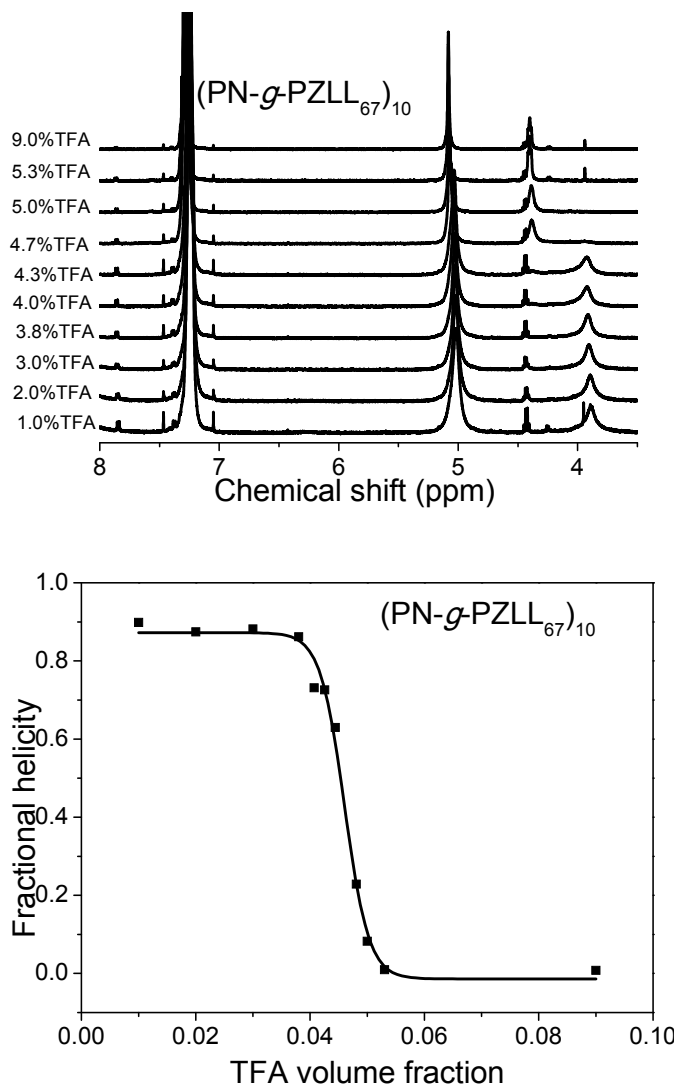 (PN-g-PZLL67)10
9.0%TFA
5.3%TFA
5.0%TFA
4.7%TFA
4.3%TFA
4.0%TFA
3.8%TFA
3.0%TFA
2.0%TFA
1.0%TFA
8 7 6 5 4
Chemical shift (ppm)
1.0
(PN-g-PZLL67)10
0.8
0.6
0.4
0.2
0.0
Fractional helicity
0.00 0.02 0.04 0.06 0.08 0.10
TFA volume fraction